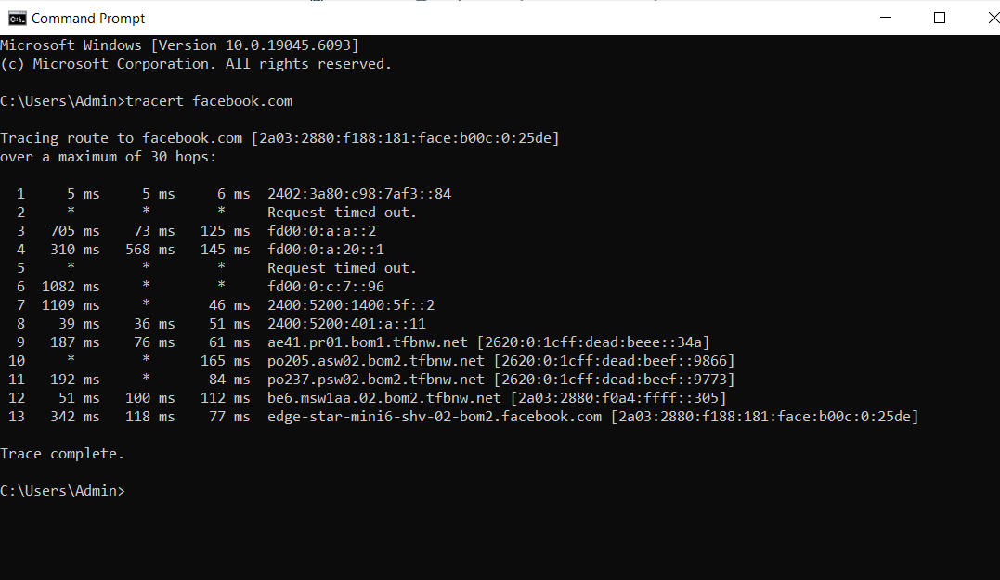 Command Prompt
Microsoft Windows [Version 10.0.19045.6093]
(c) Microsoft Corporation. All rights reserved.
C:\Users\Admin>tracert facebook.com
Tracing route to facebook.com [2a03:2880:f188:181:face:b00c:0:25de]
over a maximum of 30 hops:
  1     5 ms     5 ms     6 ms  2402:3a80:c98:7af3::84
  2     *        *        *     Request timed out.
  3   705 ms    73 ms   125 ms  fd00:0:a:a::2
  4   310 ms   568 ms   145 ms  fd00:0:a:20::1
  5     *        *        *     Request timed out.
  6  1082 ms     *        *     fd00:0:c:7::96
  7  1109 ms     *       46 ms  2400:5200:1400:5f::2
  8    39 ms    36 ms    51 ms  2400:5200:401:a::11
  9   187 ms    76 ms    61 ms  ae41.pr01.bom1.tfbnw.net [2620:0:1cff:dead:beee::34a]
 10     *        *      165 ms  po205.asw02.bom2.tfbnw.net [2620:0:1cff:dead:beef::9866]
 11   192 ms     *       84 ms  po237.psw02.bom2.tfbnw.net [2620:0:1cff:dead:beef::9773]
 12    51 ms   100 ms   112 ms  be6.msw1aa.02.bom2.tfbnw.net [2a03:2880:f0a4:ffff::305]
 13   342 ms   118 ms    77 ms  edge-star-mini6-shv-02-bom2.facebook.com [2a03:2880:f188:181:face:b00c:0:25de]
Trace complete.
C:\Users\Admin>